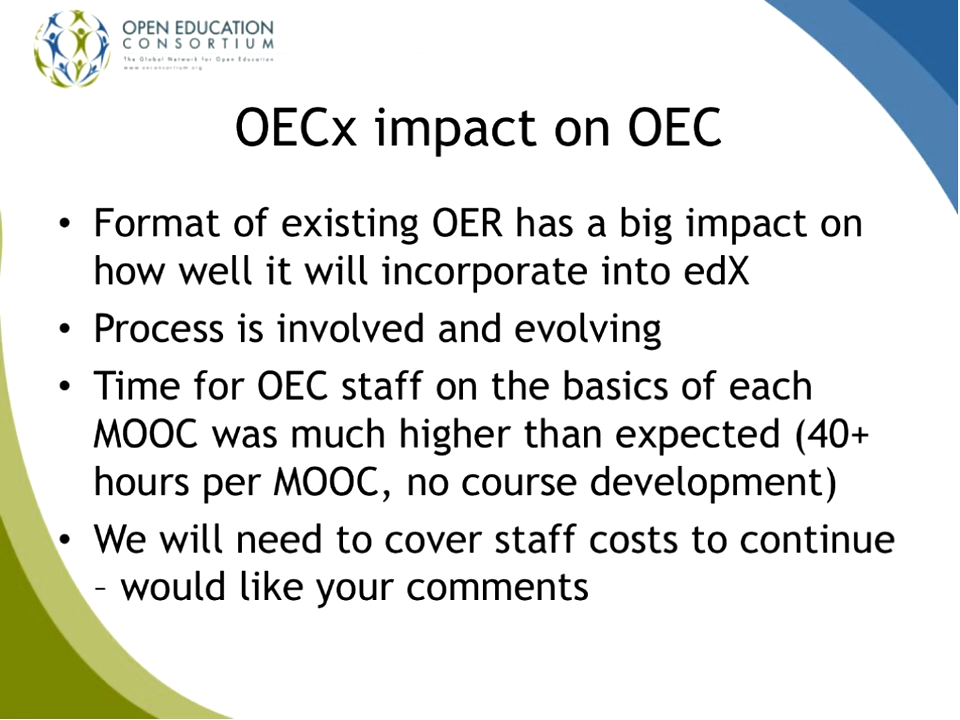 OPEN EDUCATION
CONSORTIUM
The Global Network for Open Education
www.oeconsortium.org
OECx impact on OEC
• Format of existing OER has a big impact on
how well it will incorporate into edX
• Process is involved and evolving
• Time for OEC staff on the basics of each
MOOC was much higher than expected (40+
hours per MOOC, no course development)
• We will need to cover staff costs to continue
– would like your comments